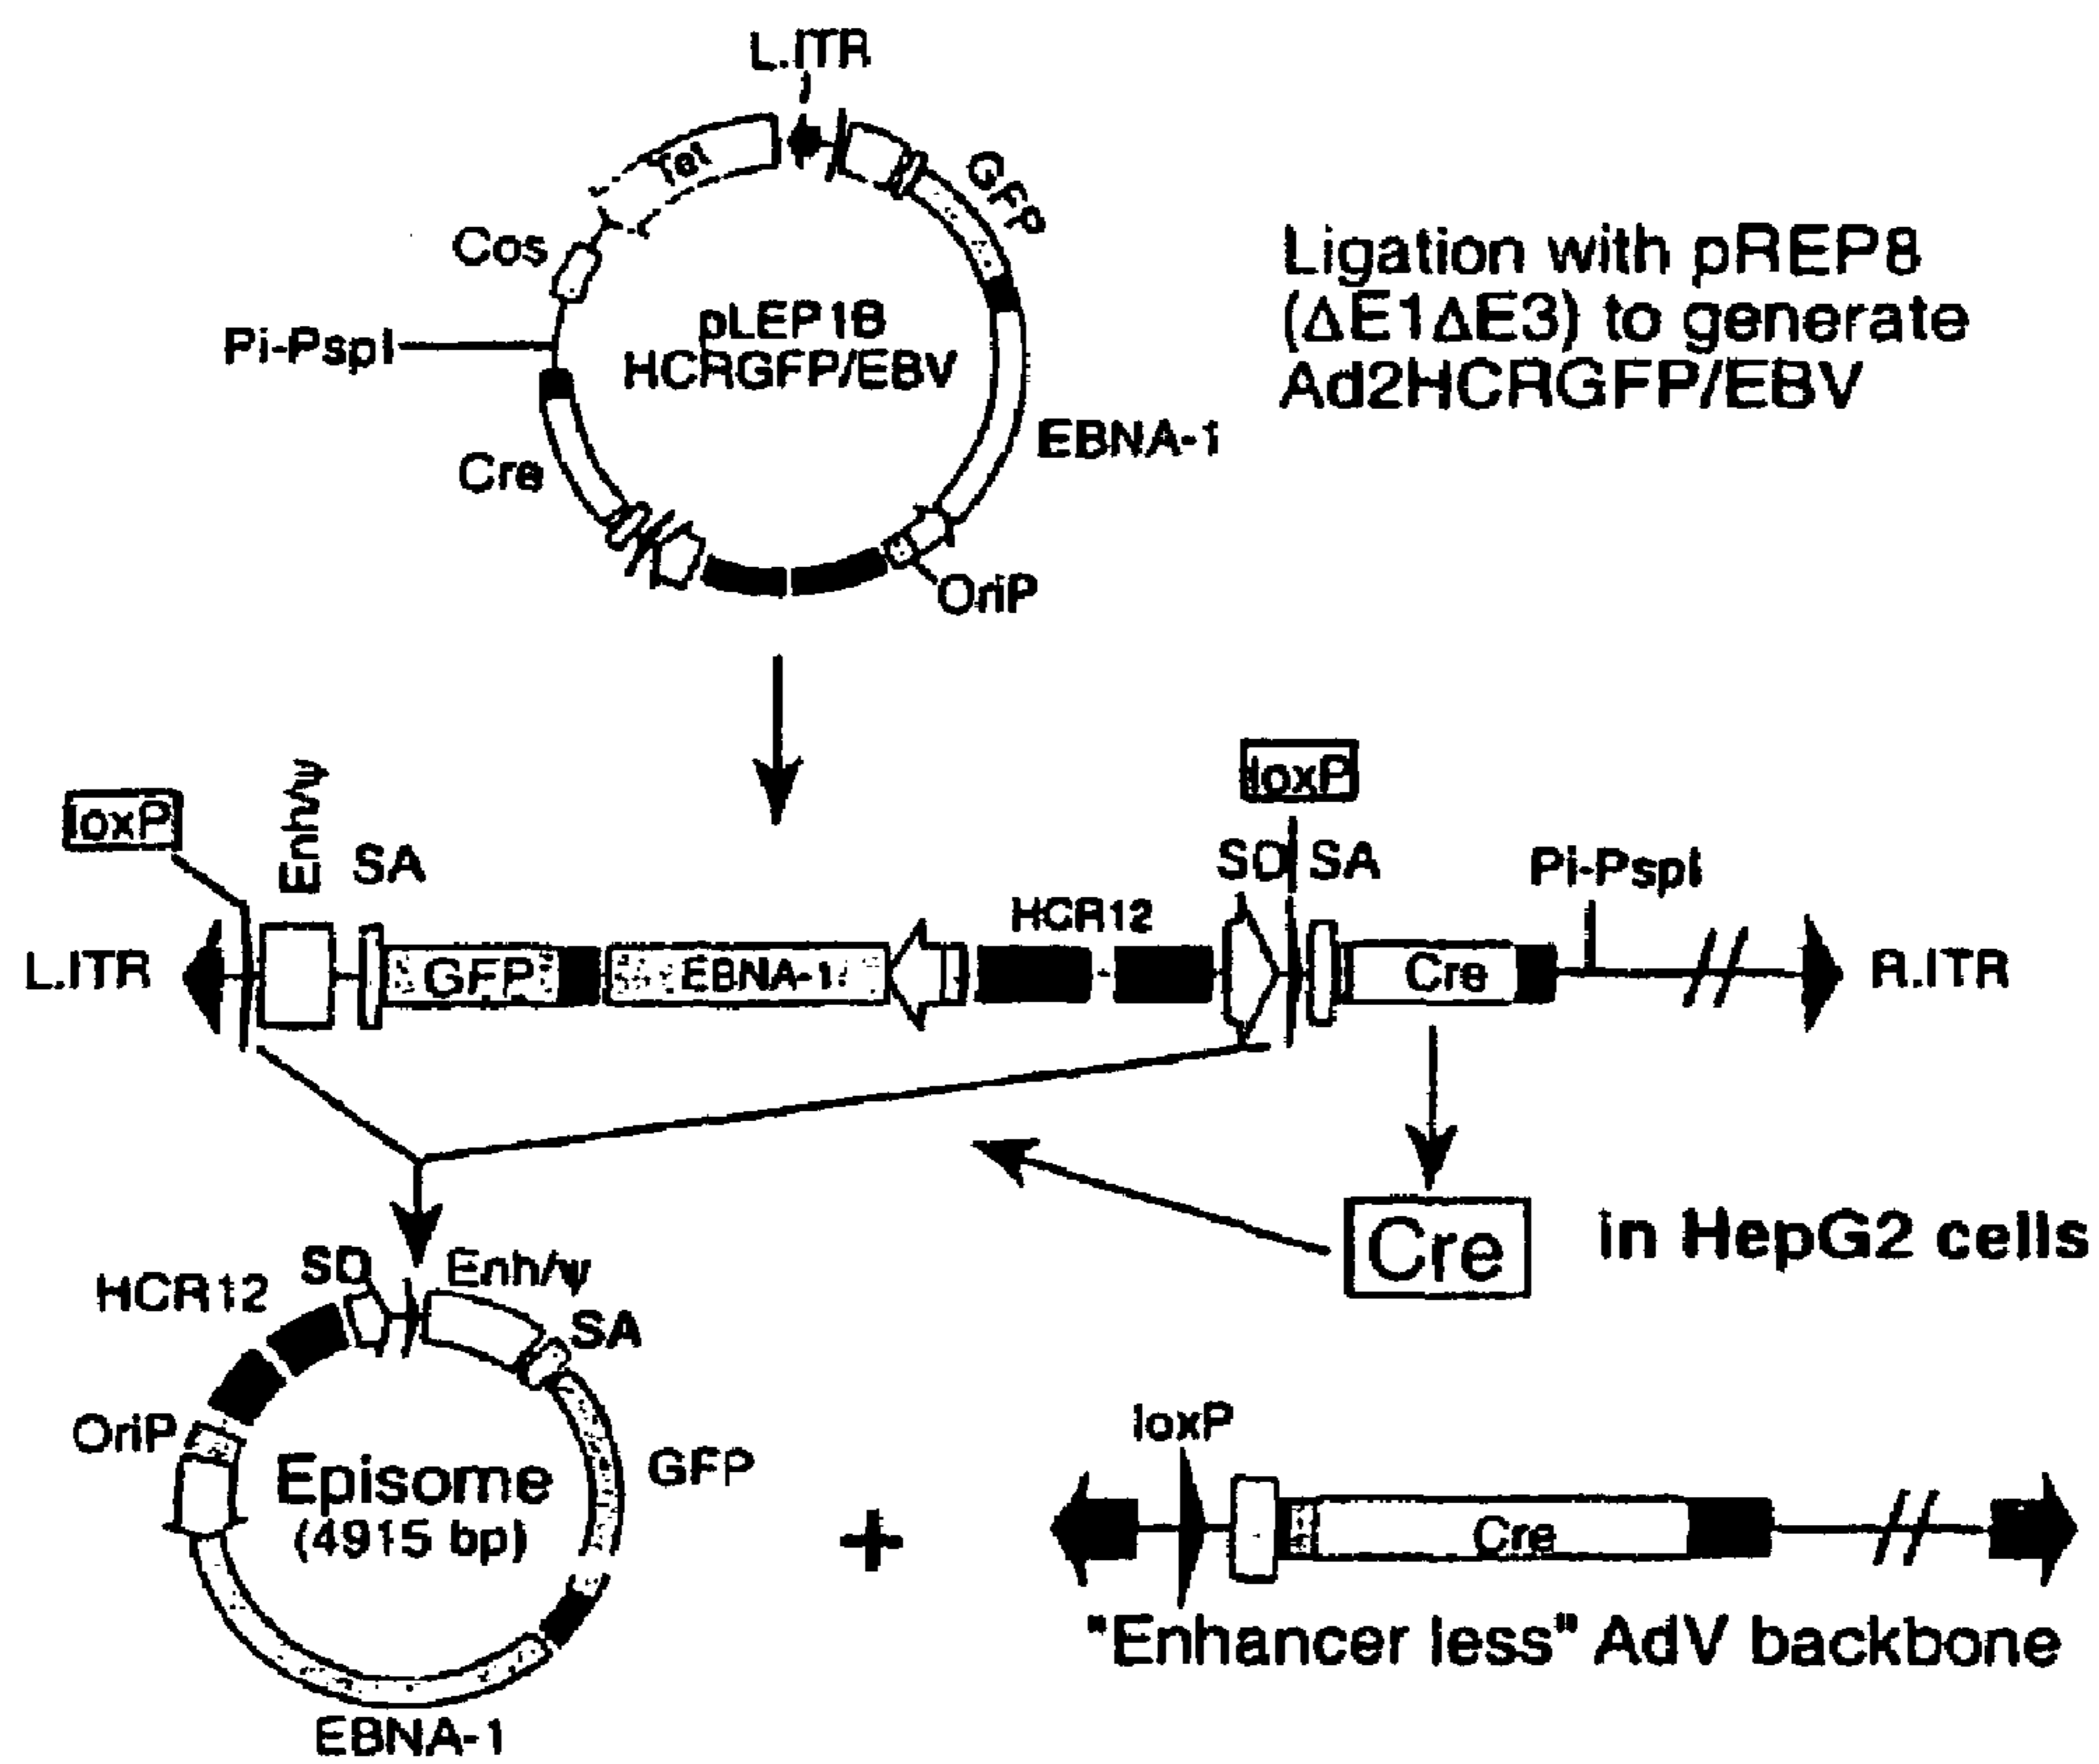 L.ITR
Tel
GFP
Cos
Ligation with pREP8
(ΔE1ΔE3) to generate
Ad2HCRGFP/EBV
pLEP1B
HCRGFP/EBV
Pi-PspI
EBNA-1
Cre
OriP
loxP
loxP
Enh/ψ
SA
SD
SA
Pi-PspI
HCR12
L.ITR
GFP
EBNA-1
Cre
R.ITR
Cre
in HepG2 cells
SD
Enh/ψ
HCR12
SA
OriP
Episome
(4915 bp)
GFP
+
loxP
Cre
"Enhancer less" AdV backbone
EBNA-1